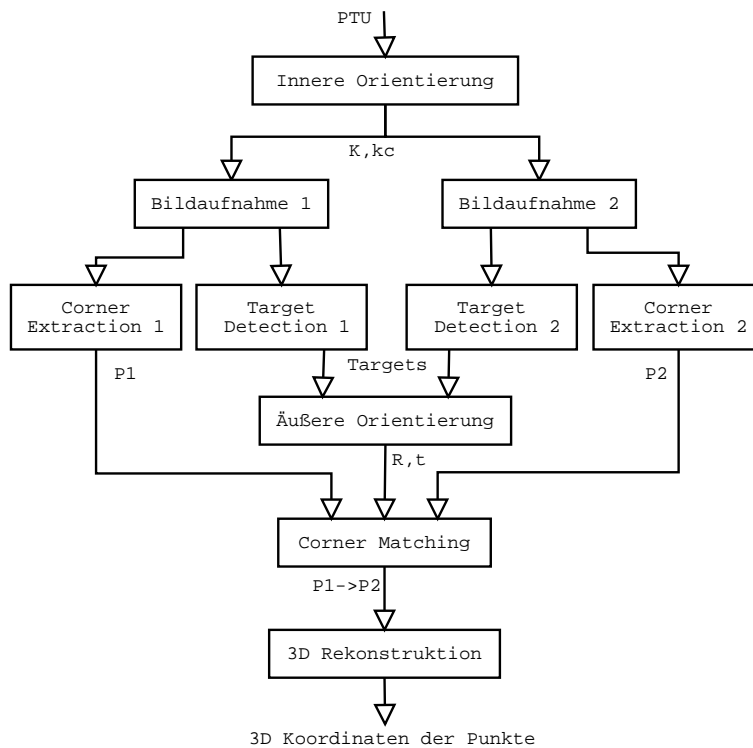 PTU
Innere Orientierung
K,kc
Bildaufnahme 1
Bildaufnahme 2
Corner
Extraction 1
Target
Detection 1
Target
Detection 2
Corner
Extraction 2
P1
Targets
P2
Äußere Orientierung
R,t
Corner Matching
P1->P2
3D Rekonstruktion
3D Koordinaten der Punkte